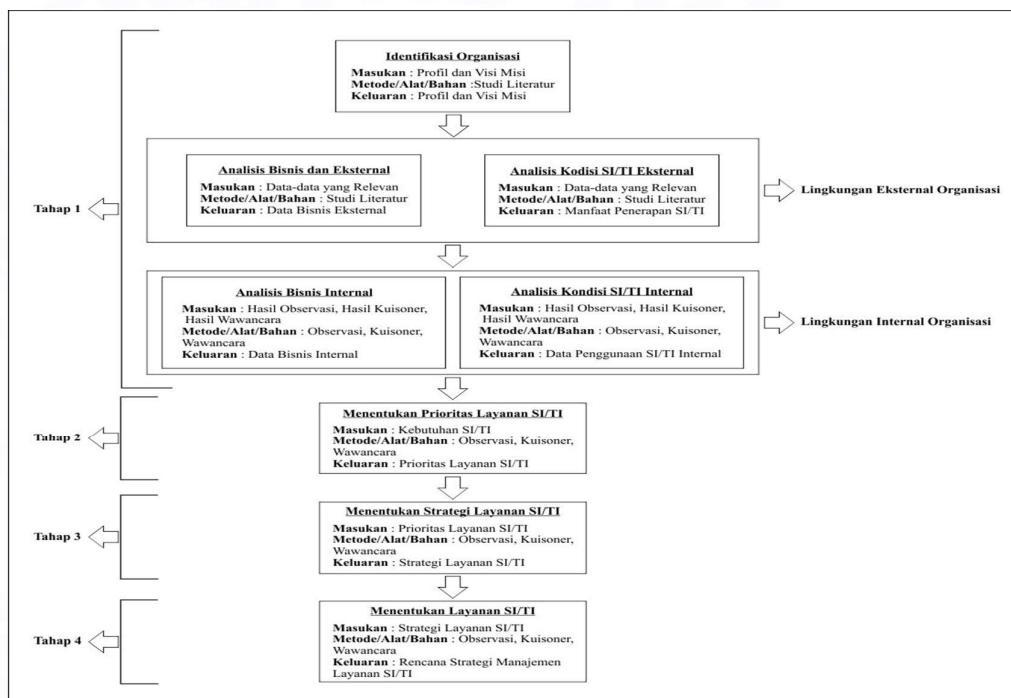 Identifikasi Organisasi
Masukan : Profil dan Visi Misi
Metode/Alat/Bahan :Studi Literatur
Keluaran : Profil dan Visi Misi
Tahap 1
Analisis Bisnis dan Eksternal
Masukan : Data-data yang Relevan
Metode/Alat/Bahan : Studi Literatur
Keluaran : Data Bisnis Eksternal
Analisis Kodisi SI/TI Eksternal
Masukan : Data-data yang Relevan
Metode/Alat/Bahan : Studi Literatur
Keluaran : Manfaat Penerapan SI/TI
Lingkungan Eksternal Organisasi
Analisis Bisnis Internal
Masukan : Hasil Observasi, Hasil Kuisoner,
Hasil Wawancara
Metode/Alat/Bahan : Observasi, Kuisoner,
Wawancara
Keluaran : Data Bisnis Internal
Analisis Kondisi SI/TI Internal
Masukan : Hasil Observasi, Hasil Kuisoner,
Hasil Wawancara
Metode/Alat/Bahan : Observasi, Kuisoner,
Wawancara
Keluaran : Data Penggunaan SI/TI Internal
Lingkungan Internal Organisasi
Tahap 2
Menentukan Prioritas Layanan SI/TI
Masukan : Kebutuhan SI/TI
Metode/Alat/Bahan : Observasi, Kuisoner,
Wawancara
Keluaran : Prioritas Layanan SI/TI
Tahap 3
Menentukan Strategi Layanan SI/TI
Masukan : Prioritas Layanan SI/TI
Metode/Alat/Bahan : Observasi, Kuisoner,
Wawancara
Keluaran : Strategi Layanan SI/TI
Tahap 4
Menentukan Layanan SI/TI
Masukan : Strategi Layanan SI/TI
Metode/Alat/Bahan : Observasi, Kuisoner,
Wawancara
Keluaran : Rencana Strategi Manajemen
Layanan SI/TI